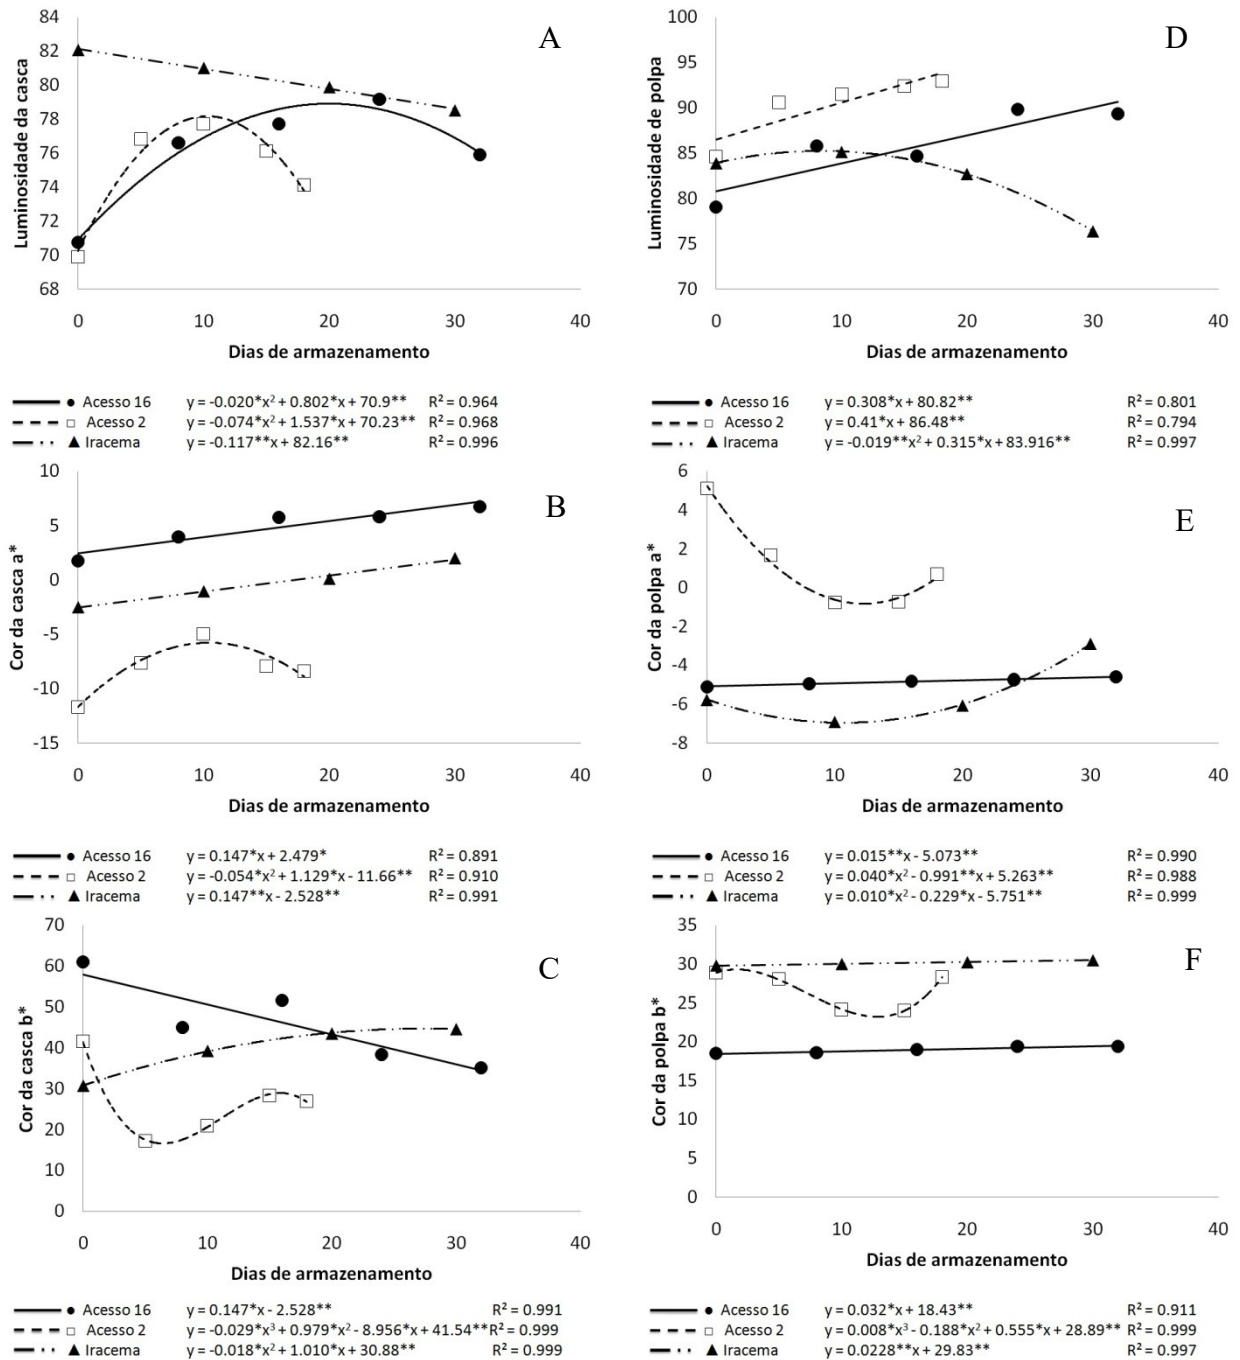 84
82
80
78
76
74
72
70
68
Luminosidade da casca
A
0 10 20 30 40
Dias de armazenamento
Acesso 16 y = -0.020*x² + 0.802*x + 70.9** R² = 0.964
Acesso 2 y = -0.074*x² + 1.537*x + 70.23** R² = 0.968
Iracema y = -0.117**x + 82.16** R² = 0.996
100
95
90
85
80
75
70
Luminosidade de polpa
D
0 10 20 30 40
Dias de armazenamento
Acesso 16 y = 0.308*x + 80.82** R² = 0.801
Acesso 2 y = 0.41*x + 86.48** R² = 0.794
Iracema y = -0.019**x² + 0.315*x + 83.916** R² = 0.997
10
5
0
-5
-10
-15
Cor da casca a*
B
0 10 20 30 40
Dias de armazenamento
Acesso 16 y = 0.147*x + 2.479* R² = 0.891
Acesso 2 y = -0.054*x² + 1.129*x - 11.66** R² = 0.910
Iracema y = 0.147**x - 2.528** R² = 0.991
6
4
2
0
-2
-4
-6
-8
Cor da polpa a*
E
0 10 20 30 40
Dias de armazenamento
Acesso 16 y = 0.015**x - 5.073** R² = 0.990
Acesso 2 y = 0.040*x² - 0.991**x + 5.263** R² = 0.988
Iracema y = 0.010*x² - 0.229*x - 5.751** R² = 0.999
70
60
50
40
30
20
10
0
Cor da casca b*
C
0 10 20 30 40
Dias de armazenamento
Acesso 16 y = 0.147*x - 2.528** R² = 0.991
Acesso 2 y = -0.029*x³ + 0.979*x² - 8.956*x + 41.54** R² = 0.999
Iracema y = -0.018*x² + 1.010*x + 30.88** R² = 0.999
35
30
25
20
15
10
5
0
Cor da polpa b*
F
0 10 20 30 40
Dias de armazenamento
Acesso 16 y = 0.032*x + 18.43** R² = 0.911
Acesso 2 y = 0.008*x³ - 0.188*x² + 0.555*x + 28.89** R² = 0.999
Iracema y = 0.0228**x + 29.83** R² = 0.997